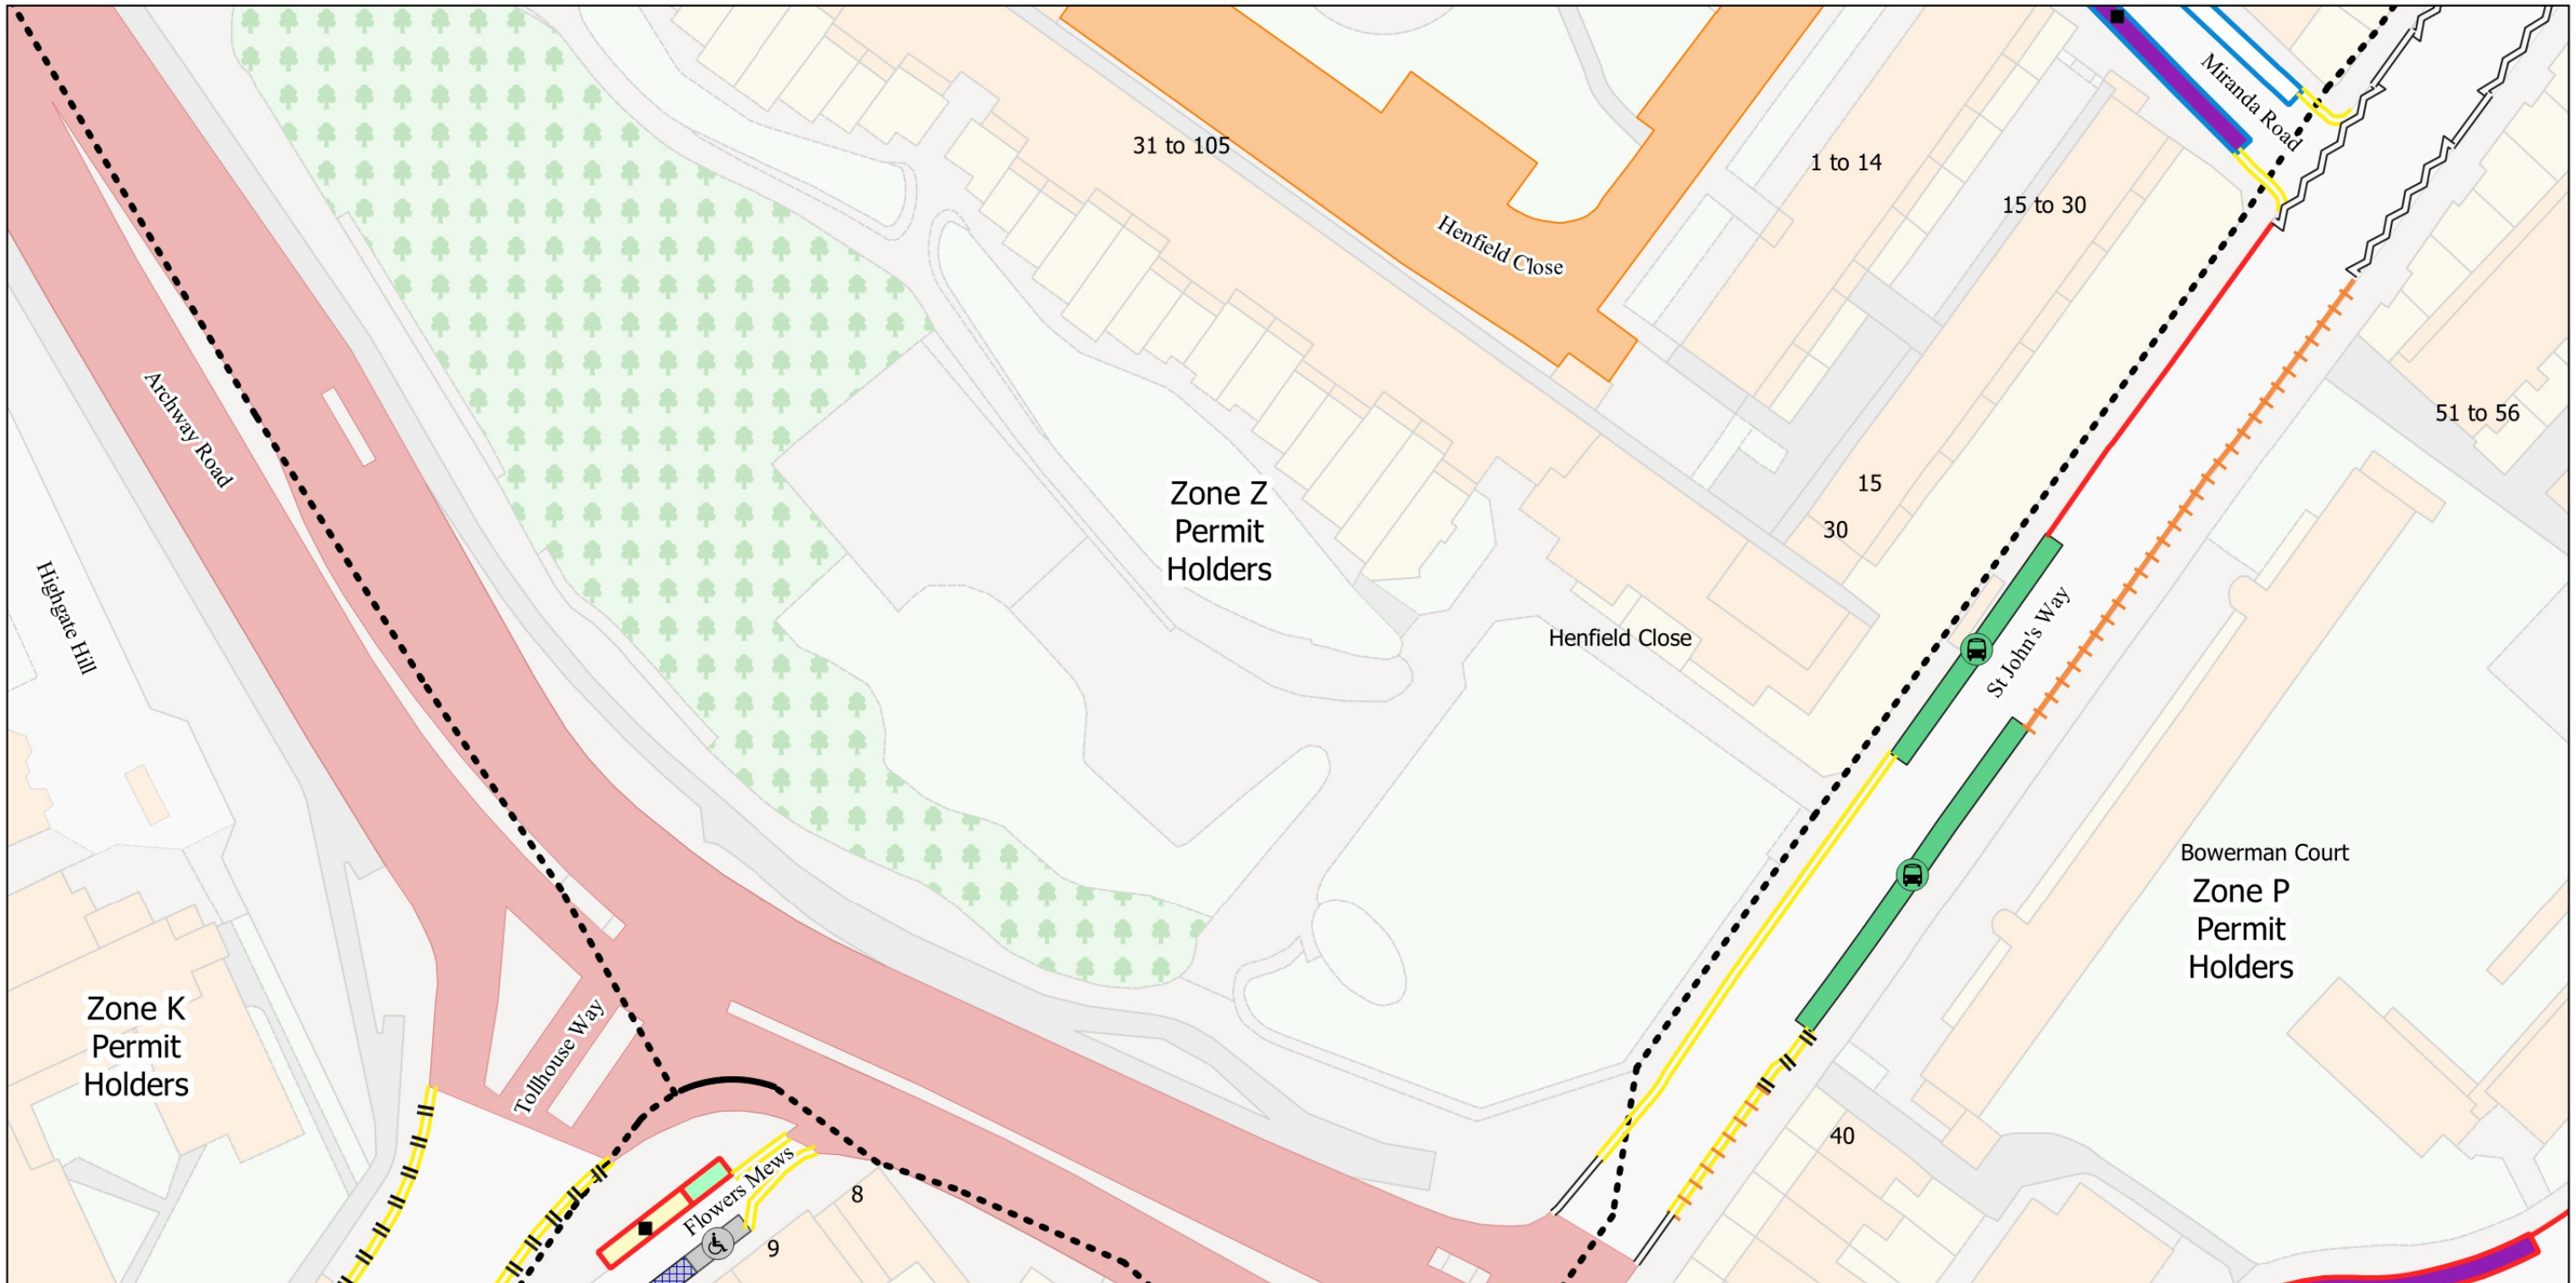 Miranda Road
31 to 105
1 to 14
15 to 30
Henfield Close
Archway Road
51 to 56
Zone Z
Permit
Holders
15
30
Highgate Hill
Henfield Close
St John's Way
Bowerman Court
Zone P
Permit
Holders
Zone K
Permit
Holders
Tollhouse Way
40
Flowers Mews
8
9